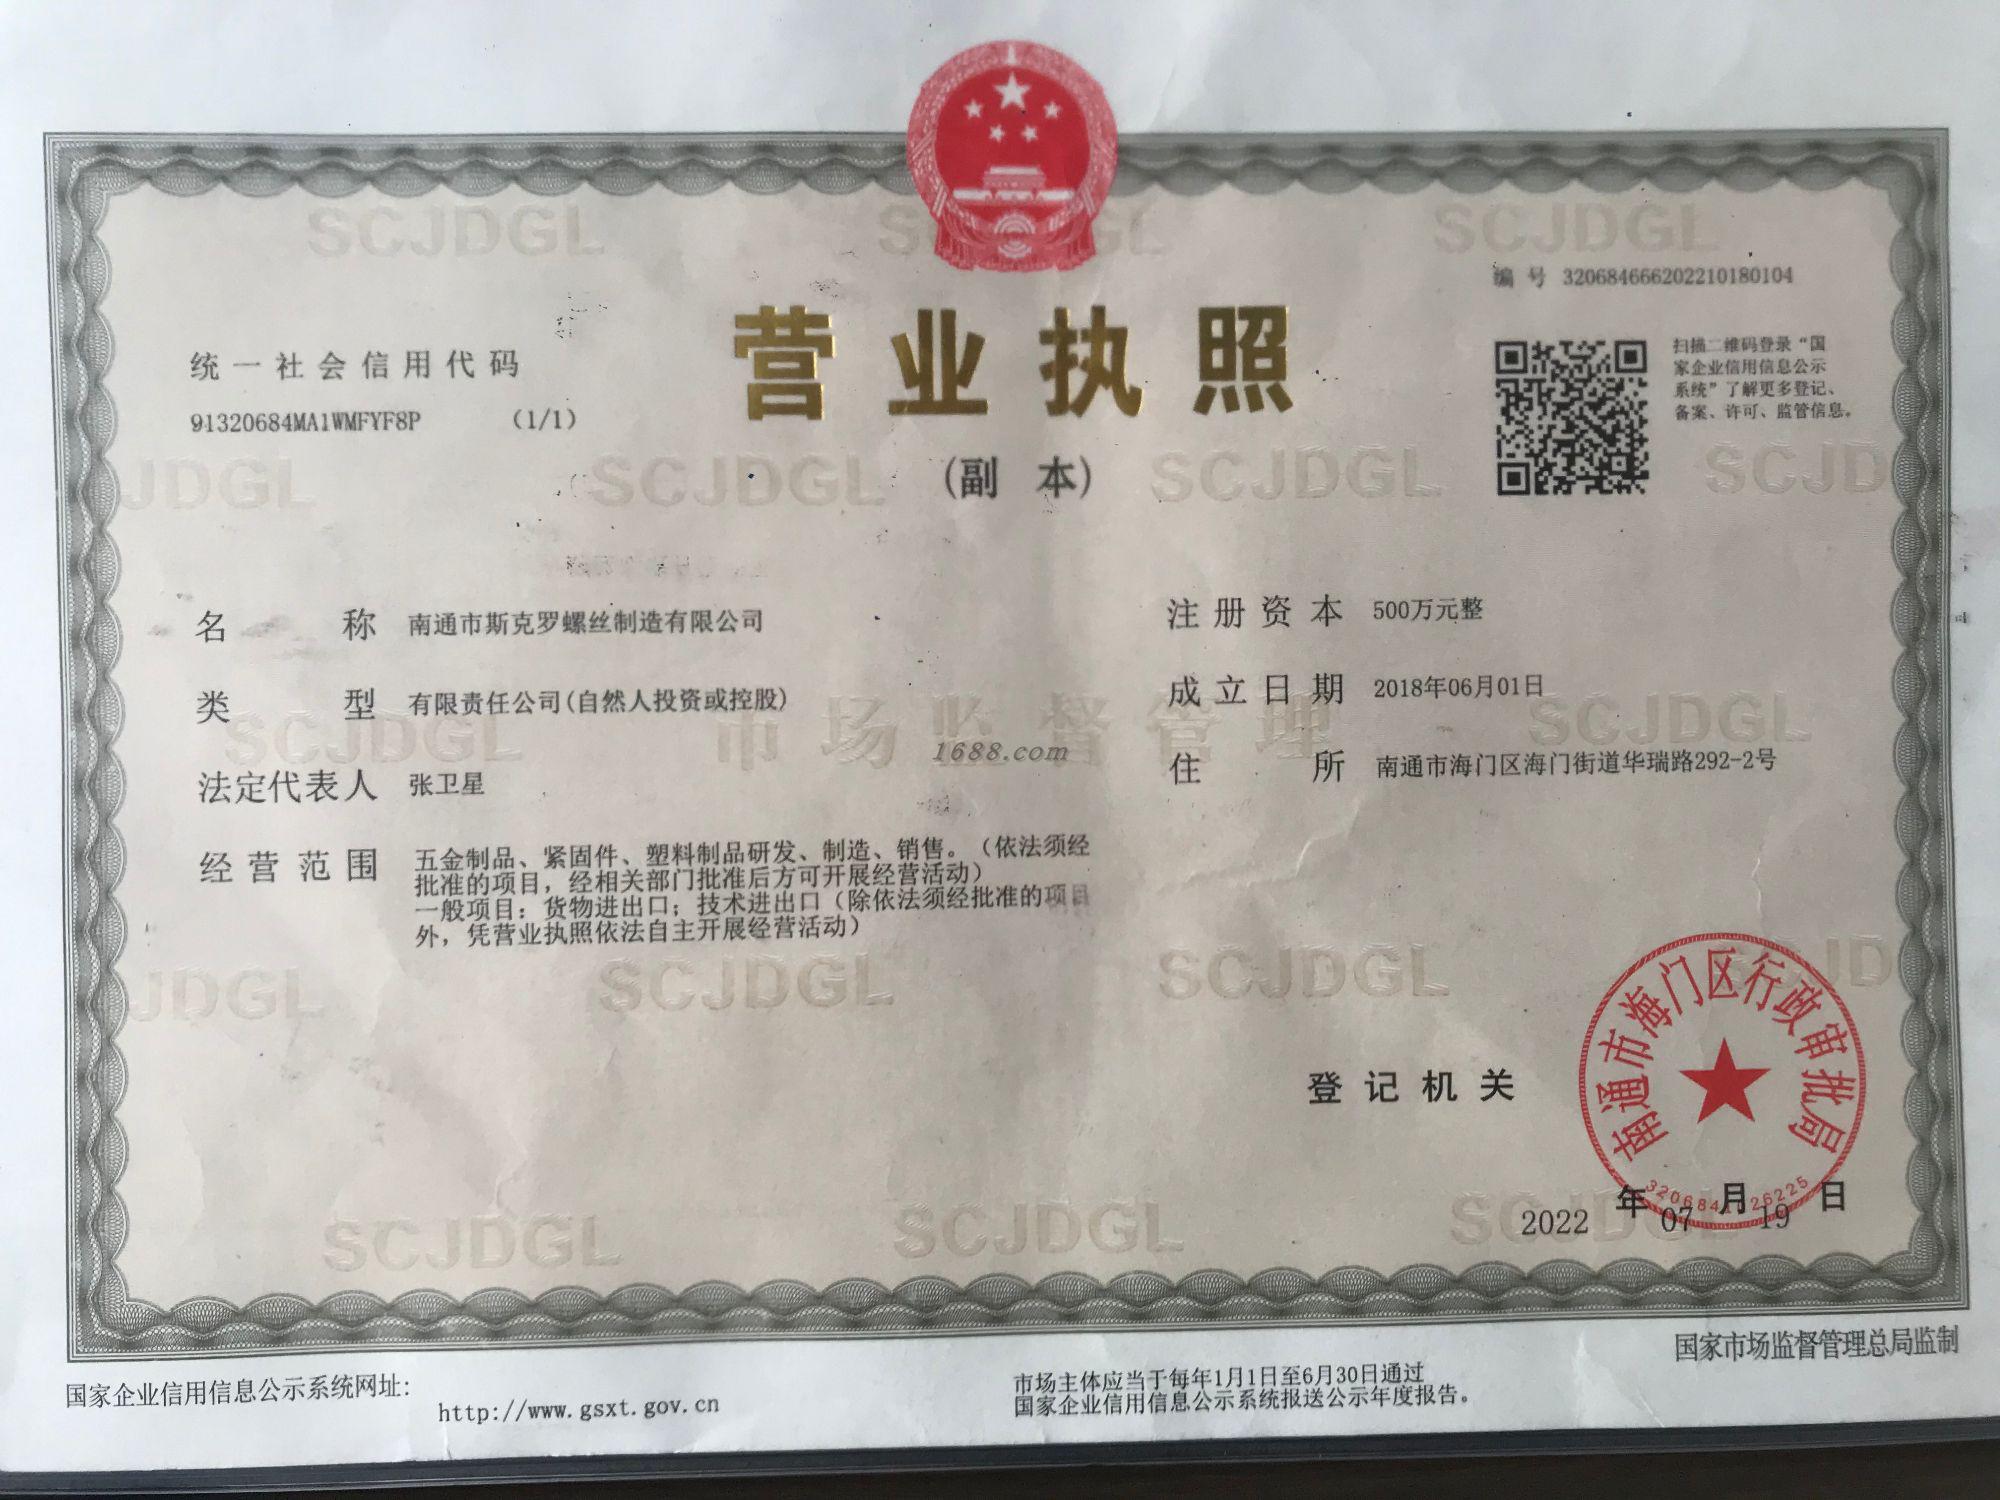 编 号 320684666202210180104
统一社会信用代码
91320684MA1WMFYF8P (1/1)
营业执照
(副 本)
扫描二维码登录“国
家企业信用信息公示
系统”了解更多登记、
备案、许可、监管信息。
名 称 南通市斯克罗螺丝制造有限公司
类 型 有限责任公司(自然人投资或控股)
法定代表人 张卫星
经营范围 五金制品、紧固件、塑料制品研发、制造、销售。（依法须经
批准的项目，经相关部门批准后方可开展经营活动）
一般项目：货物进出口；技术进出口（除依法须经批准的项目
外，凭营业执照依法自主开展经营活动）
注册资本 500万元整
成立日期 2018年06月01日
住 所 南通市海门区海门街道华瑞路292-2号
市场监督管理
1688.com
SCJDGL
登记机关
南通市海门区行政审批局
2022 年 07 月 19 日
国家企业信用信息公示系统网址:
http://www.gsxt.gov.cn
市场主体应当于每年1月1日至6月30日通过
国家企业信用信息公示系统报送公示年度报告。
国家市场监督管理总局监制